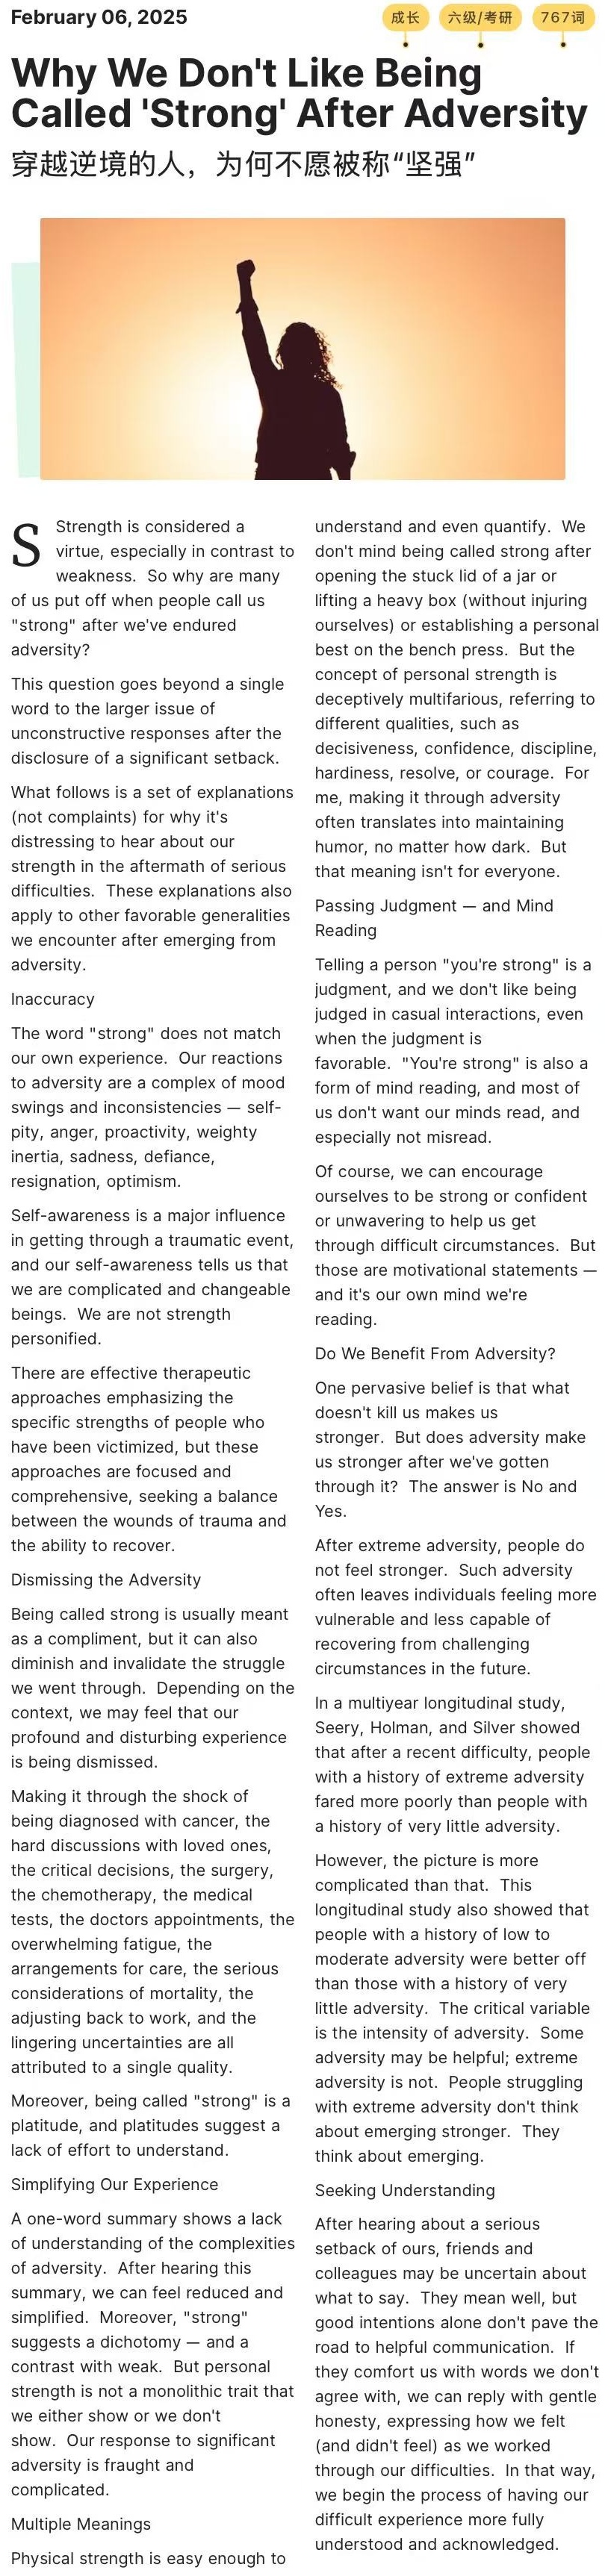 February 06, 2025
成长
六级/考研
767词
Why We Don't Like Being
Called 'Strong' After Adversity
穿越逆境的人，为何不愿被称“坚强”
S Strength is considered a
virtue, especially in contrast to
weakness. So why are many
of us put off when people call us
"strong" after we've endured
adversity?
This question goes beyond a single
word to the larger issue of
unconstructive responses after the
disclosure of a significant setback.
What follows is a set of explanations
(not complaints) for why it's
distressing to hear about our
strength in the aftermath of serious
difficulties. These explanations also
apply to other favorable generalities
we encounter after emerging from
adversity.
Inaccuracy
The word "strong" does not match
our own experience. Our reactions
to adversity are a complex of mood
swings and inconsistencies — self-
pity, anger, proactivity, weighty
inertia, sadness, defiance,
resignation, optimism.
Self-awareness is a major influence
in getting through a traumatic event,
and our self-awareness tells us that
we are complicated and changeable
beings. We are not strength
personified.
There are effective therapeutic
approaches emphasizing the
specific strengths of people who
have been victimized, but these
approaches are focused and
comprehensive, seeking a balance
between the wounds of trauma and
the ability to recover.
Dismissing the Adversity
Being called strong is usually meant
as a compliment, but it can also
diminish and invalidate the struggle
we went through. Depending on the
context, we may feel that our
profound and disturbing experience
is being dismissed.
Making it through the shock of
being diagnosed with cancer, the
hard discussions with loved ones,
the critical decisions, the surgery,
the chemotherapy, the medical
tests, the doctors appointments, the
overwhelming fatigue, the
arrangements for care, the serious
considerations of mortality, the
adjusting back to work, and the
lingering uncertainties are all
attributed to a single quality.
Moreover, being called "strong" is a
platitude, and platitudes suggest a
lack of effort to understand.
Simplifying Our Experience
A one-word summary shows a lack
of understanding of the complexities
of adversity. After hearing this
summary, we can feel reduced and
simplified. Moreover, "strong"
suggests a dichotomy — and a
contrast with weak. But personal
strength is not a monolithic trait that
we either show or we don't
show. Our response to significant
adversity is fraught and
complicated.
Multiple Meanings
Physical strength is easy enough to
understand and even quantify. We
don't mind being called strong after
opening the stuck lid of a jar or
lifting a heavy box (without injuring
ourselves) or establishing a personal
best on the bench press. But the
concept of personal strength is
deceptively multifarious, referring to
different qualities, such as
decisiveness, confidence, discipline,
hardiness, resolve, or courage. For
me, making it through adversity
often translates into maintaining
humor, no matter how dark. But
that meaning isn't for everyone.
Passing Judgment — and Mind
Reading
Telling a person "you're strong" is a
judgment, and we don't like being
judged in casual interactions, even
when the judgment is
favorable. "You're strong" is also a
form of mind reading, and most of
us don't want our minds read, and
especially not misread.
Of course, we can encourage
ourselves to be strong or confident
or unwavering to help us get
through difficult circumstances. But
those are motivational statements —
and it's our own mind we're
reading.
Do We Benefit From Adversity?
One pervasive belief is that what
doesn't kill us makes us
stronger. But does adversity make
us stronger after we've gotten
through it? The answer is No and
Yes.
After extreme adversity, people do
not feel stronger. Such adversity
often leaves individuals feeling more
vulnerable and less capable of
recovering from challenging
circumstances in the future.
In a multiyear longitudinal study,
Seery, Holman, and Silver showed
that after a recent difficulty, people
with a history of extreme adversity
fared more poorly than people with
a history of very little adversity.
However, the picture is more
complicated than that. This
longitudinal study also showed that
people with a history of low to
moderate adversity were better off
than those with a history of very
little adversity. The critical variable
is the intensity of adversity. Some
adversity may be helpful; extreme
adversity is not. People struggling
with extreme adversity don't think
about emerging stronger. They
think about emerging.
Seeking Understanding
After hearing about a serious
setback of ours, friends and
colleagues may be uncertain about
what to say. They mean well, but
good intentions alone don't pave the
road to helpful communication. If
they comfort us with words we don't
agree with, we can reply with gentle
honesty, expressing how we felt
(and didn't feel) as we worked
through our difficulties. In that way,
we begin the process of having our
difficult experience more fully
understood and acknowledged.